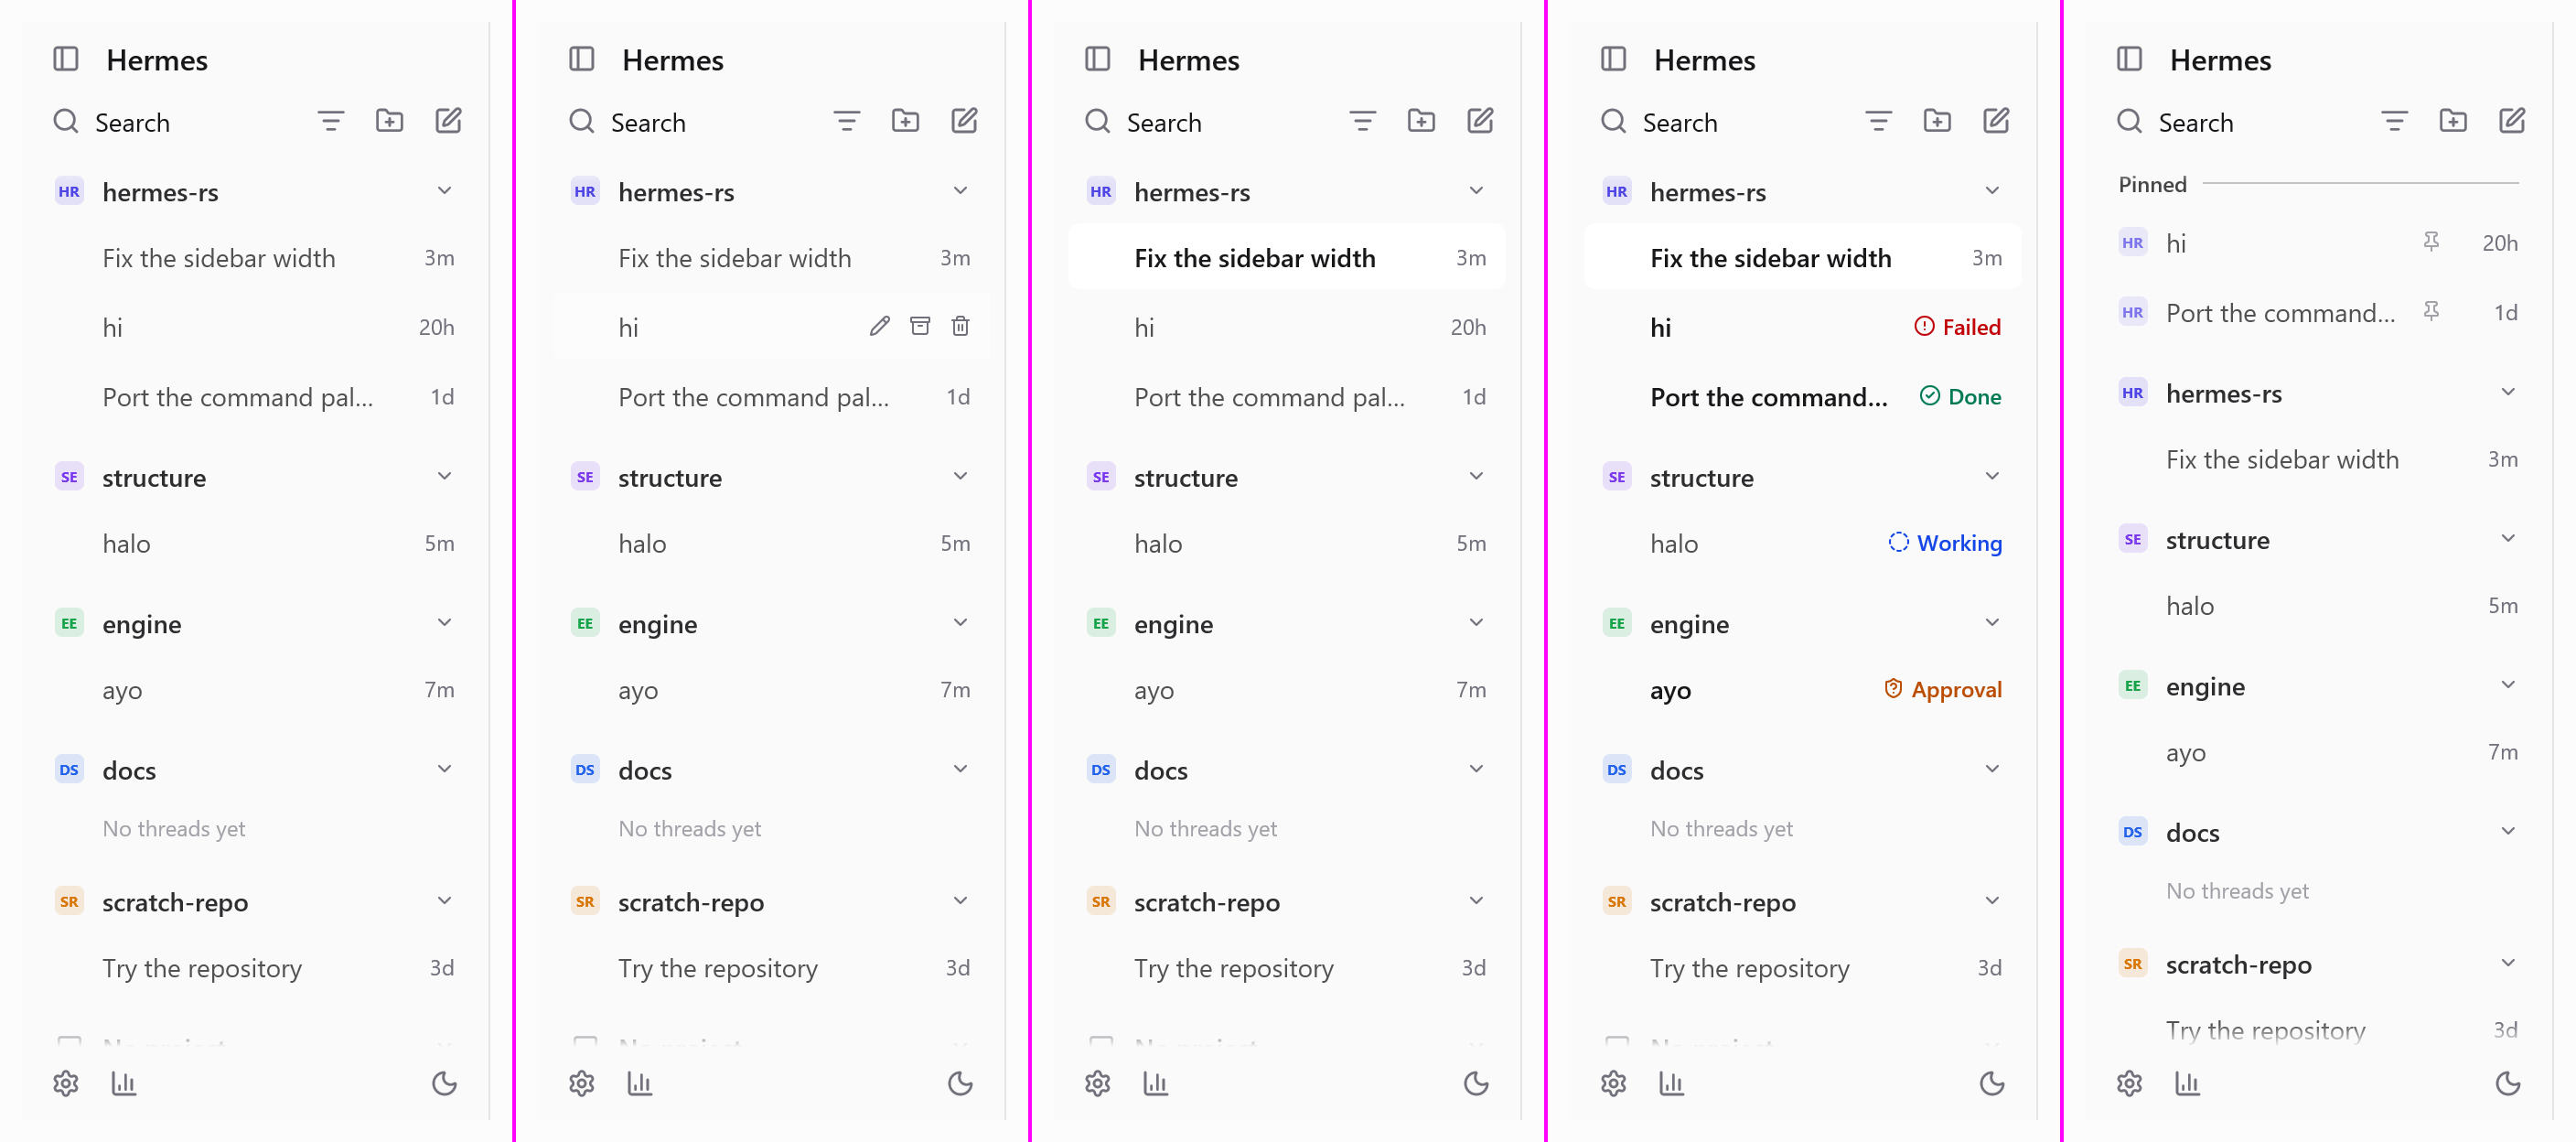 Hermes
Search
HR hermes-rs
Fix the sidebar width 3m
hi 20h
Port the command pal... 1d
SE structure
halo 5m
EE engine
ayo 7m
DS docs
No threads yet
SR scratch-repo
Try the repository 3d
Hermes
Search
HR hermes-rs
Fix the sidebar width 3m
hi
Port the command pal... 1d
SE structure
halo 5m
EE engine
ayo 7m
DS docs
No threads yet
SR scratch-repo
Try the repository 3d
Hermes
Search
HR hermes-rs
Fix the sidebar width 3m
hi 20h
Port the command pal... 1d
SE structure
halo 5m
EE engine
ayo 7m
DS docs
No threads yet
SR scratch-repo
Try the repository 3d
Hermes
Search
HR hermes-rs
Fix the sidebar width 3m
hi Failed
Port the command... Done
SE structure
halo Working
EE engine
ayo Approval
DS docs
No threads yet
SR scratch-repo
Try the repository 3d
Hermes
Search
Pinned
HR hi 20h
HR Port the command... 1d
HR hermes-rs
Fix the sidebar width 3m
SE structure
halo 5m
EE engine
ayo 7m
DS docs
No threads yet
SR scratch-repo
Try the repository 3d